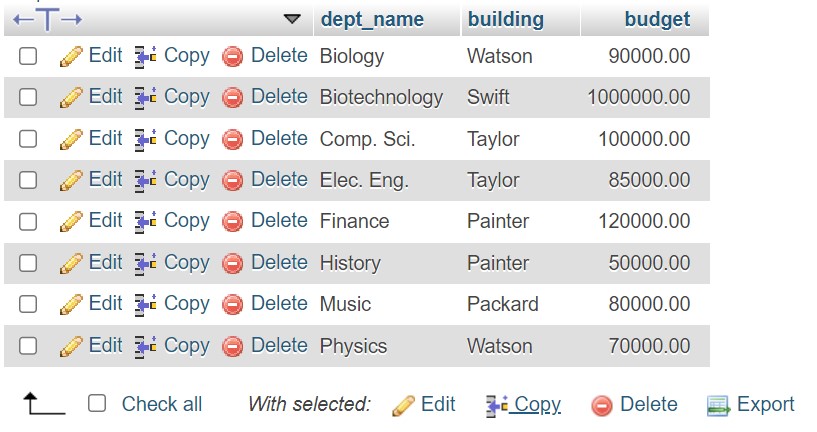 dept_name building budget
Edit Copy Delete Biology Watson 90000.00
Edit Copy Delete Biotechnology Swift 1000000.00
Edit Copy Delete Comp. Sci. Taylor 100000.00
Edit Copy Delete Elec. Eng. Taylor 85000.00
Edit Copy Delete Finance Painter 120000.00
Edit Copy Delete History Painter 50000.00
Edit Copy Delete Music Packard 80000.00
Edit Copy Delete Physics Watson 70000.00
Check all With selected: Edit Copy Delete Export